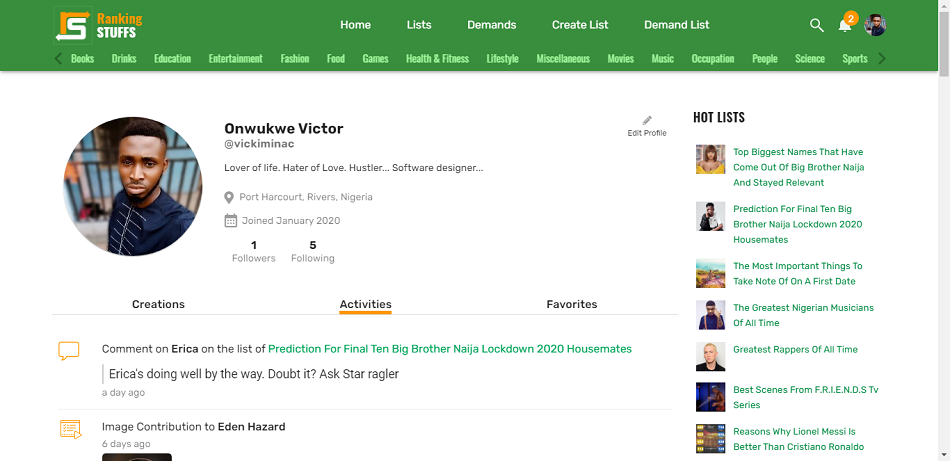 Ranking
STUFFS
Home Lists Demands Create List Demand List
2
Books Drinks Education Entertainment Fashion Food Games Health & Fitness Lifestyle Miscellaneous Movies Music Occupation People Science Sports
Onwukwe Victor
@vickiminac
Edit Profile
Lover of life. Hater of Love. Hustler... Software designer...
Port Harcourt, Rivers, Nigeria
Joined January 2020
1 5
Followers Following
Creations Activities Favorites
Comment on Erica on the list of Prediction For Final Ten Big Brother Naija Lockdown 2020 Housemates
Erica's doing well by the way. Doubt it? Ask Star ragler
a day ago
Image Contribution to Eden Hazard
6 days ago
HOT LISTS
Top Biggest Names That Have
Come Out Of Big Brother Naija
And Stayed Relevant
Prediction For Final Ten Big
Brother Naija Lockdown 2020
Housemates
The Most Important Things To
Take Note Of On A First Date
The Greatest Nigerian Musicians
Of All Time
Greatest Rappers Of All Time
Best Scenes From F.R.I.E.N.D.S Tv
Series
Reasons Why Lionel Messi Is
Better Than Cristiano Ronaldo